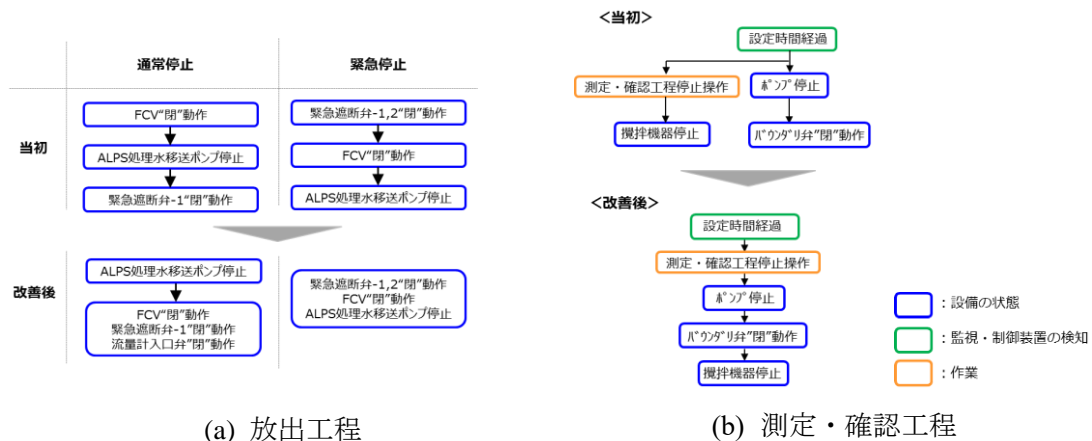 通常停止
緊急停止
当初
FCV“閉”動作
ALPS処理水移送ポンプ停止
緊急遮断弁-1“閉”動作
緊急遮断弁-1,2“閉”動作
FCV“閉”動作
ALPS処理水移送ポンプ停止
改善後
ALPS処理水移送ポンプ停止
FCV“閉”動作
緊急遮断弁-1“閉”動作
流量計入口弁“閉”動作
緊急遮断弁-1,2“閉”動作
FCV“閉”動作
ALPS処理水移送ポンプ停止
(a) 放出工程
<当初>
設定時間経過
測定・確認工程停止操作
ﾎﾟﾝﾌﾟ停止
攪拌機器停止
ﾊﾞｳﾝﾀﾞﾘ弁“閉”動作
<改善後>
設定時間経過
測定・確認工程停止操作
ﾎﾟﾝﾌﾟ停止
ﾊﾞｳﾝﾀﾞﾘ弁“閉”動作
攪拌機器停止
：設備の状態
：監視・制御装置の検知
：作業
(b) 測定・確認工程